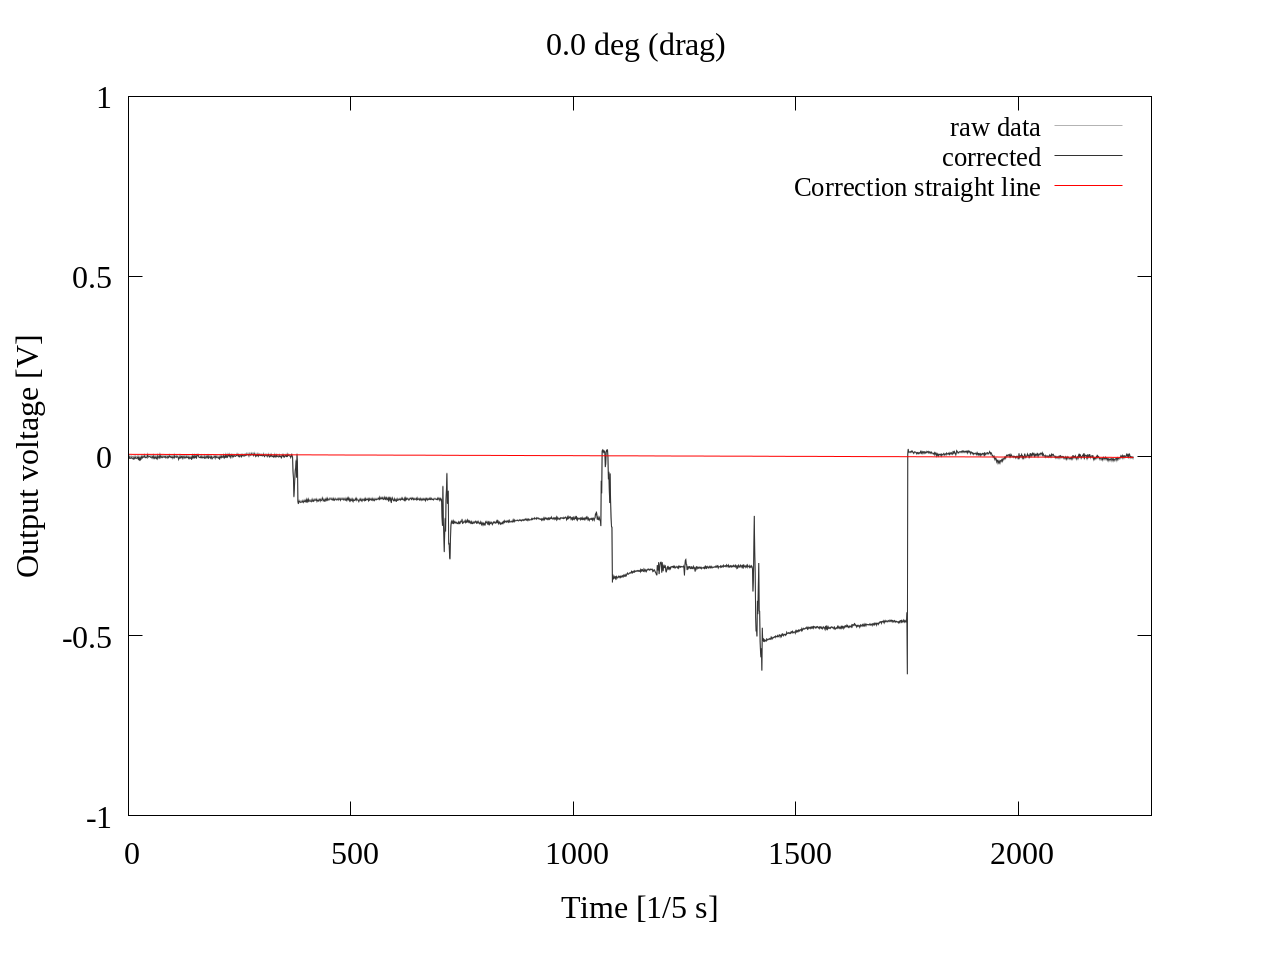 0.0 deg (drag)
1
0.5
0
-0.5
-1
Output voltage [V]
raw data
corrected
Correction straight line
0 500 1000 1500 2000
Time [1/5 s]